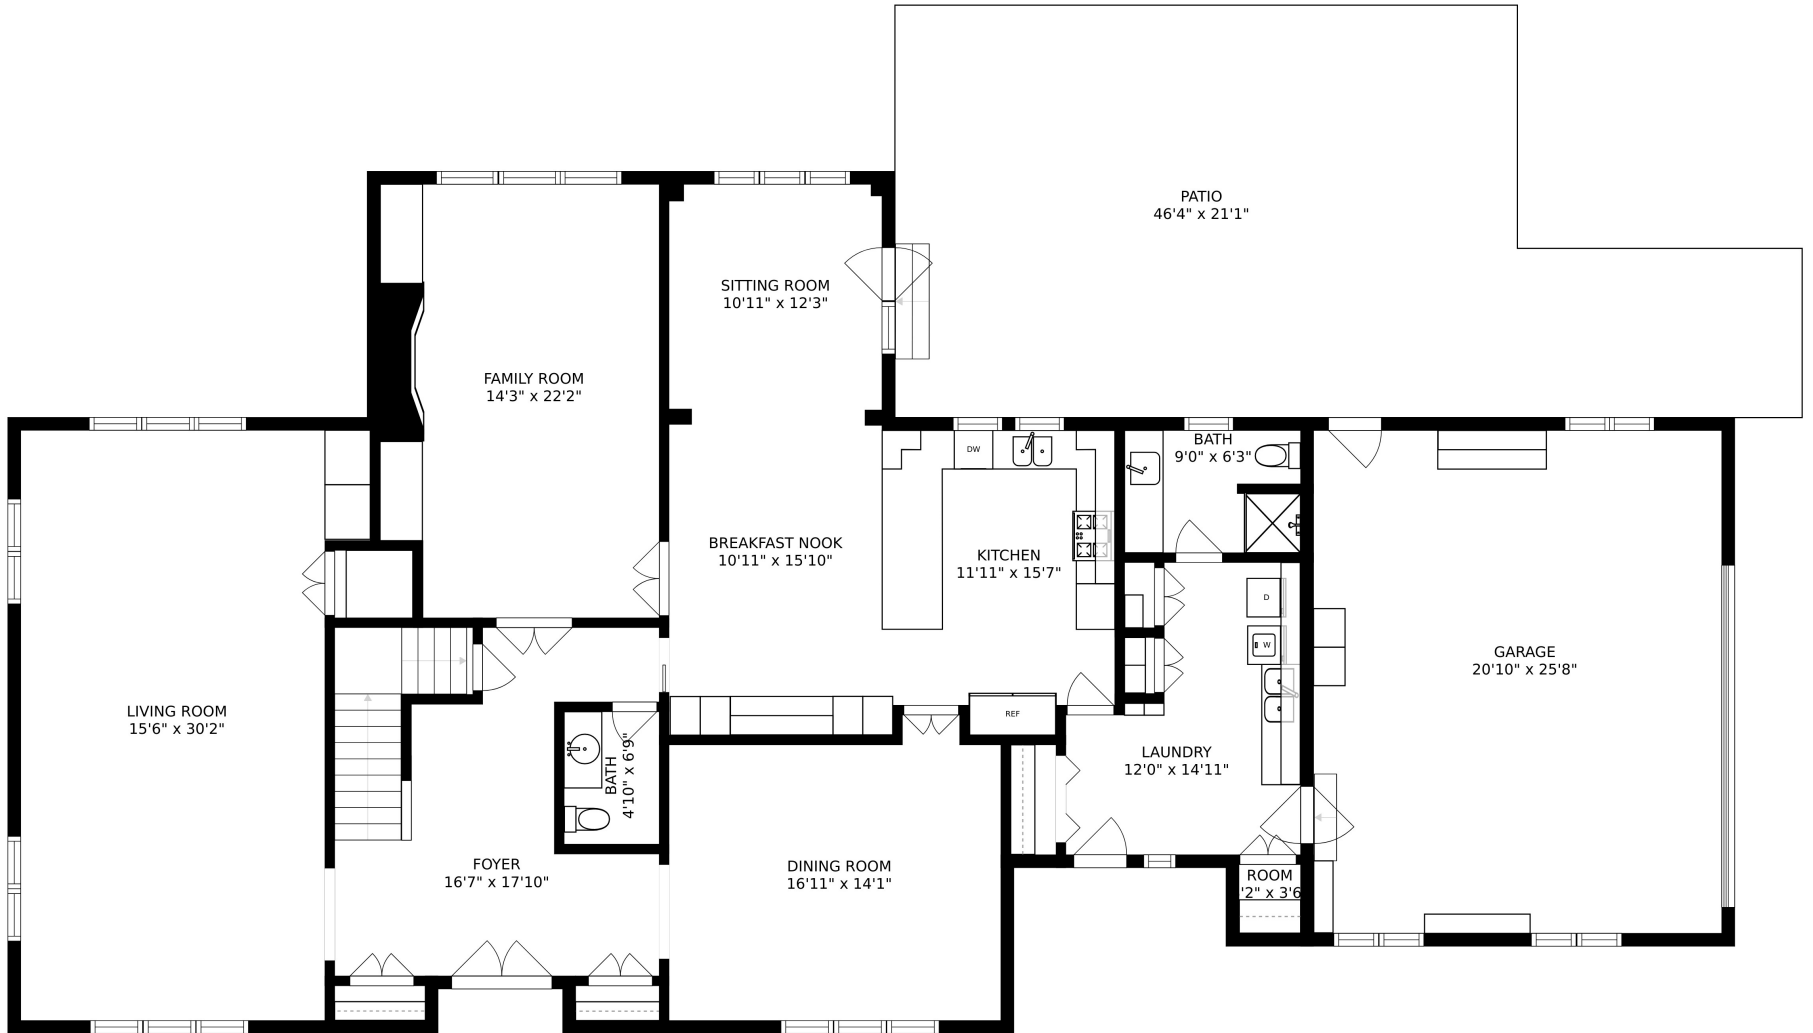 PATIO
46'4" x 21'1"
SITTING ROOM
10'11" x 12'3"
FAMILY ROOM
14'3" x 22'2"
BATH
9'0" x 6'3"
DW
BREAKFAST NOOK
10'11" x 15'10"
KITCHEN
11'11" x 15'7"
D
W
GARAGE
20'10" x 25'8"
LIVING ROOM
15'6" x 30'2"
REF
BATH
4'10" x 6'9"
LAUNDRY
12'0" x 14'11"
FOYER
16'7" x 17'10"
DINING ROOM
16'11" x 14'1"
ROOM
'2" x 3'6